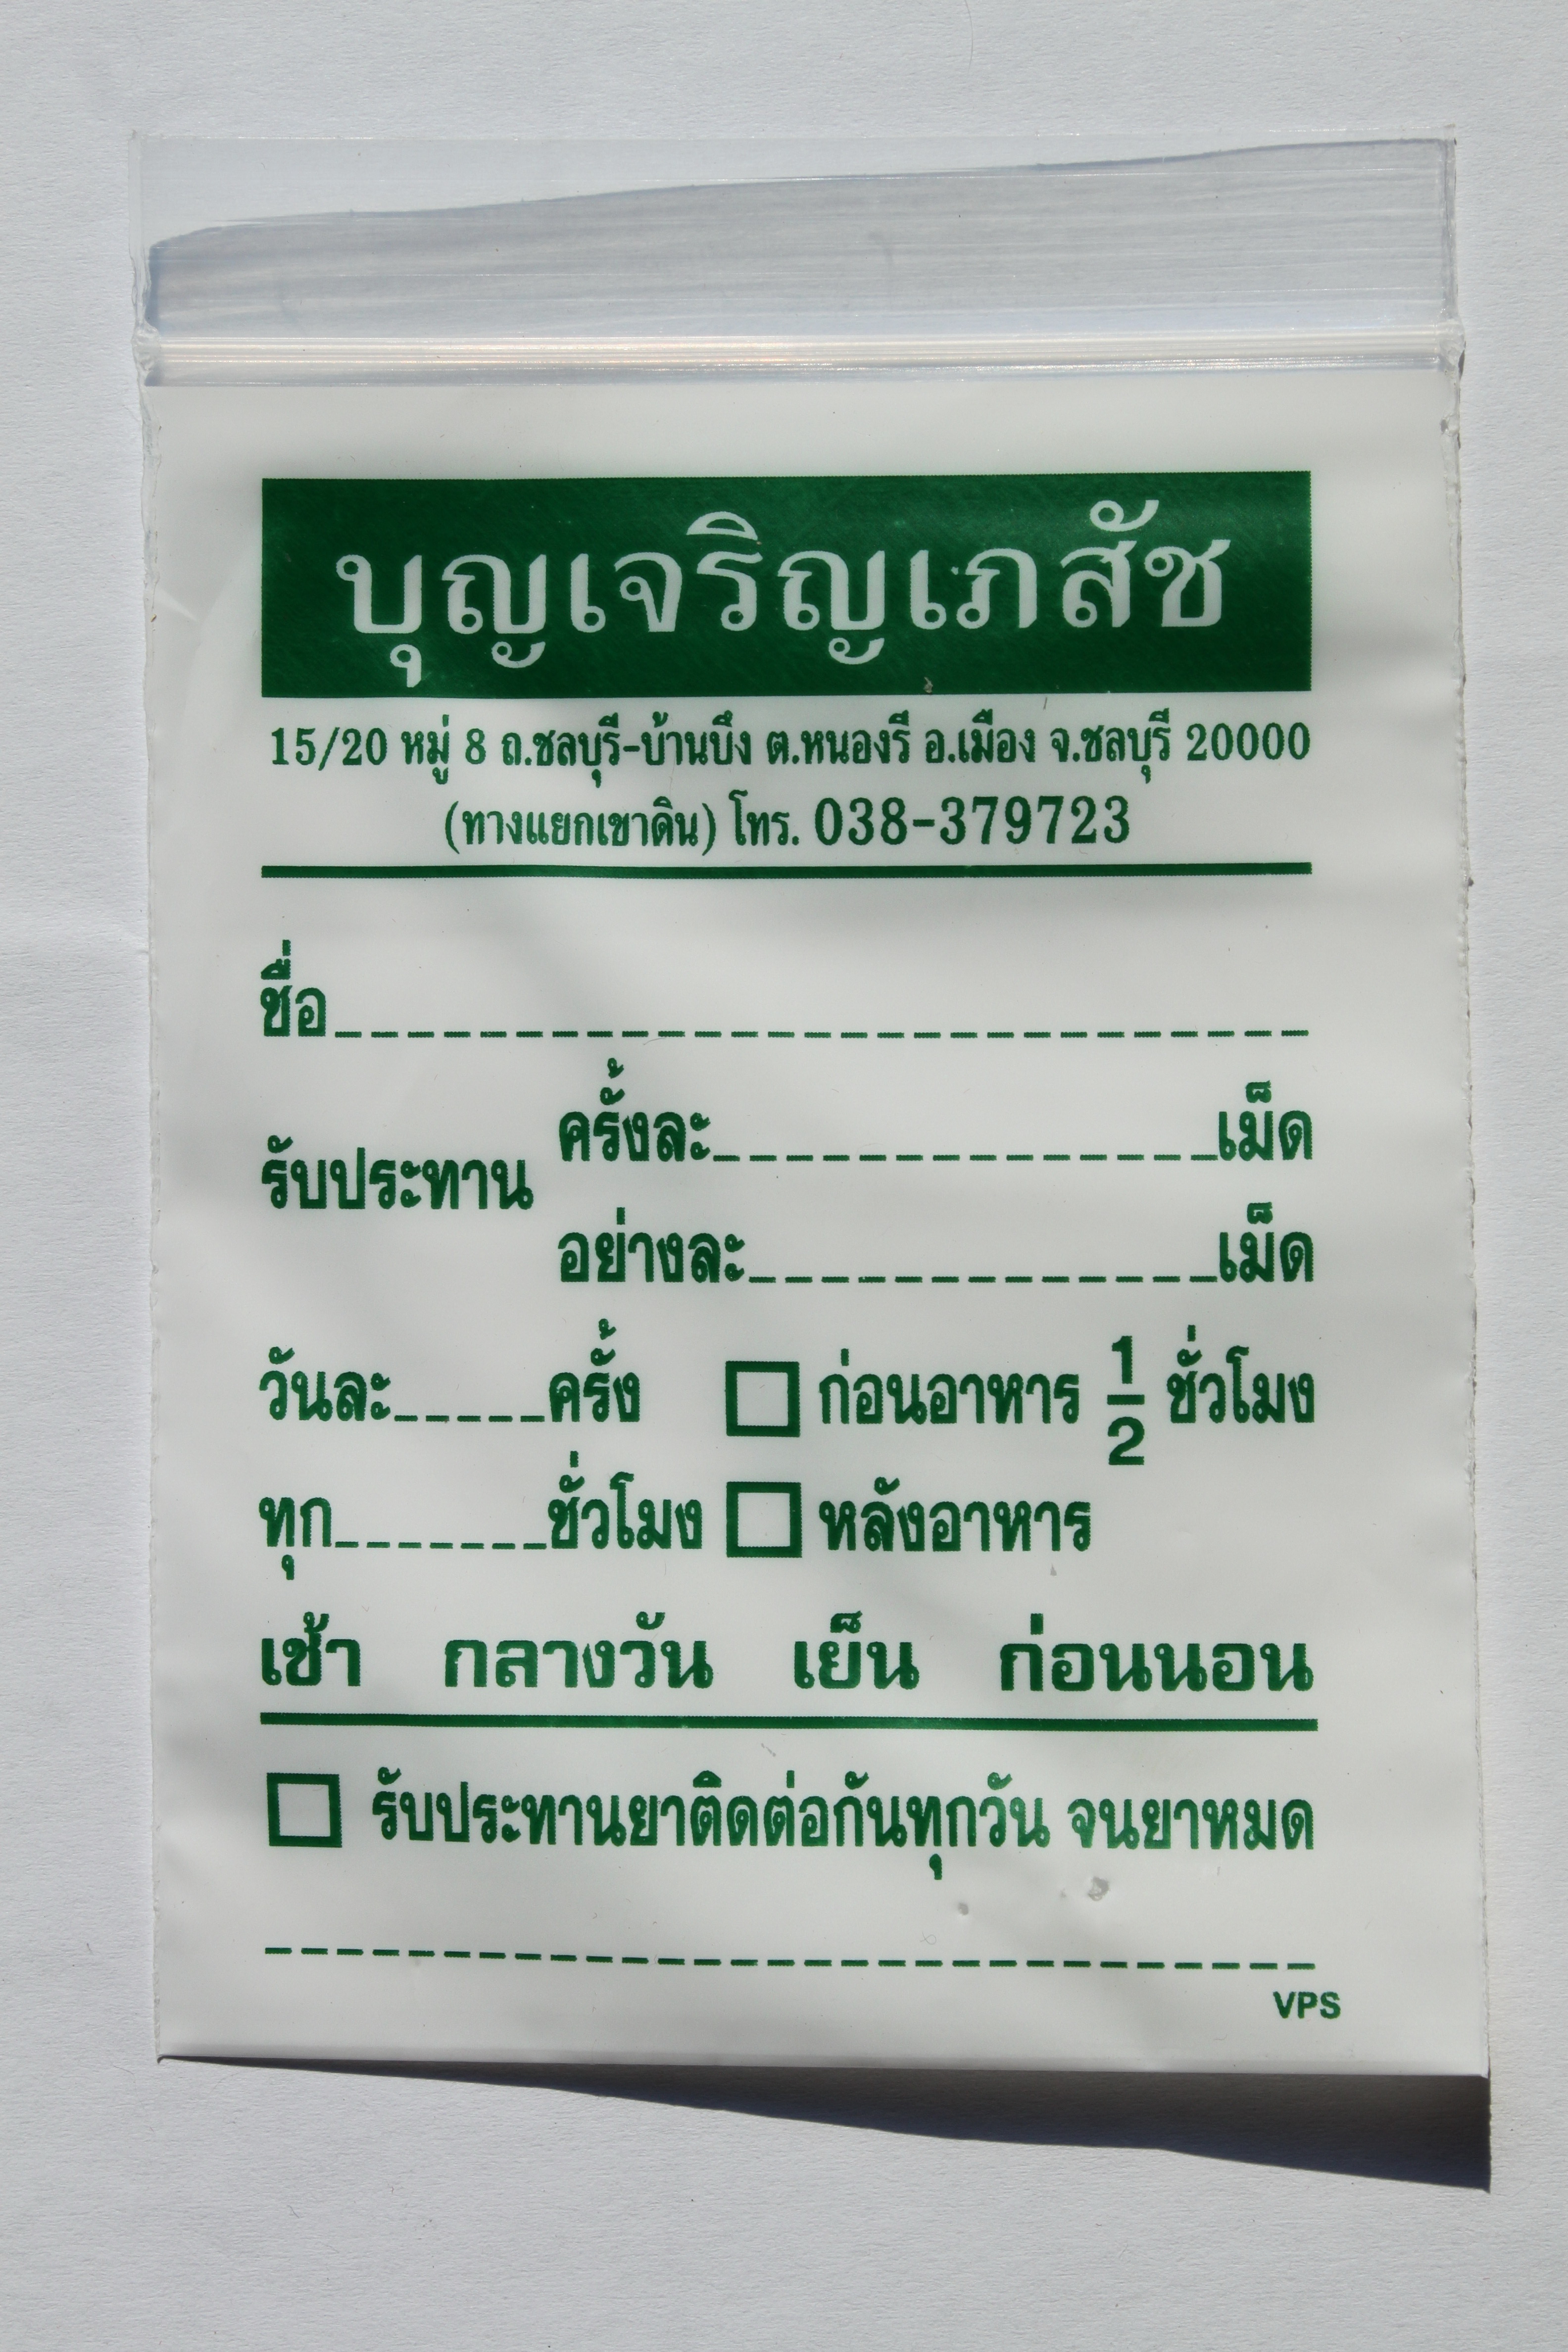 บุญเจริญเภสัช
15/20 หมู่ 8 ถ.ชลบุรี-บ้านบึง ต.หนองรี อ.เมือง จ.ชลบุรี 20000
(ทางแยกเขาดิน) โทร. 038-379723
ชื่อ
ครั้งละ เม็ด
รับประทาน
อย่างละ เม็ด
วันละ ครั้ง ก่อนอาหาร 1/2 ชั่วโมง
ทุก ชั่วโมง หลังอาหาร
เช้า กลางวัน เย็น ก่อนนอน
รับประทานยาติดต่อกันทุกวัน จนยาหมด
VPS